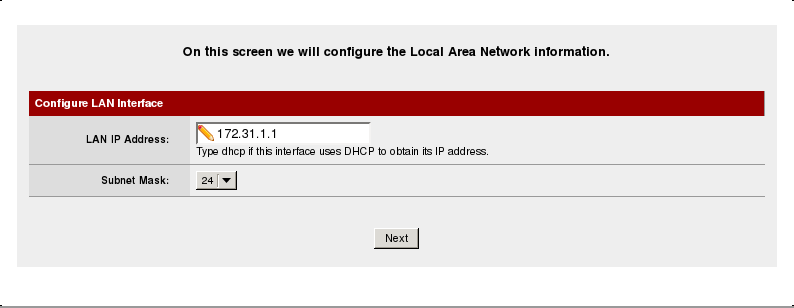 On this screen we will configure the Local Area Network information.
Configure LAN Interface
LAN IP Address:
172.31.1.1
Type dhcp if this interface uses DHCP to obtain its IP address.
Subnet Mask:
24
Next